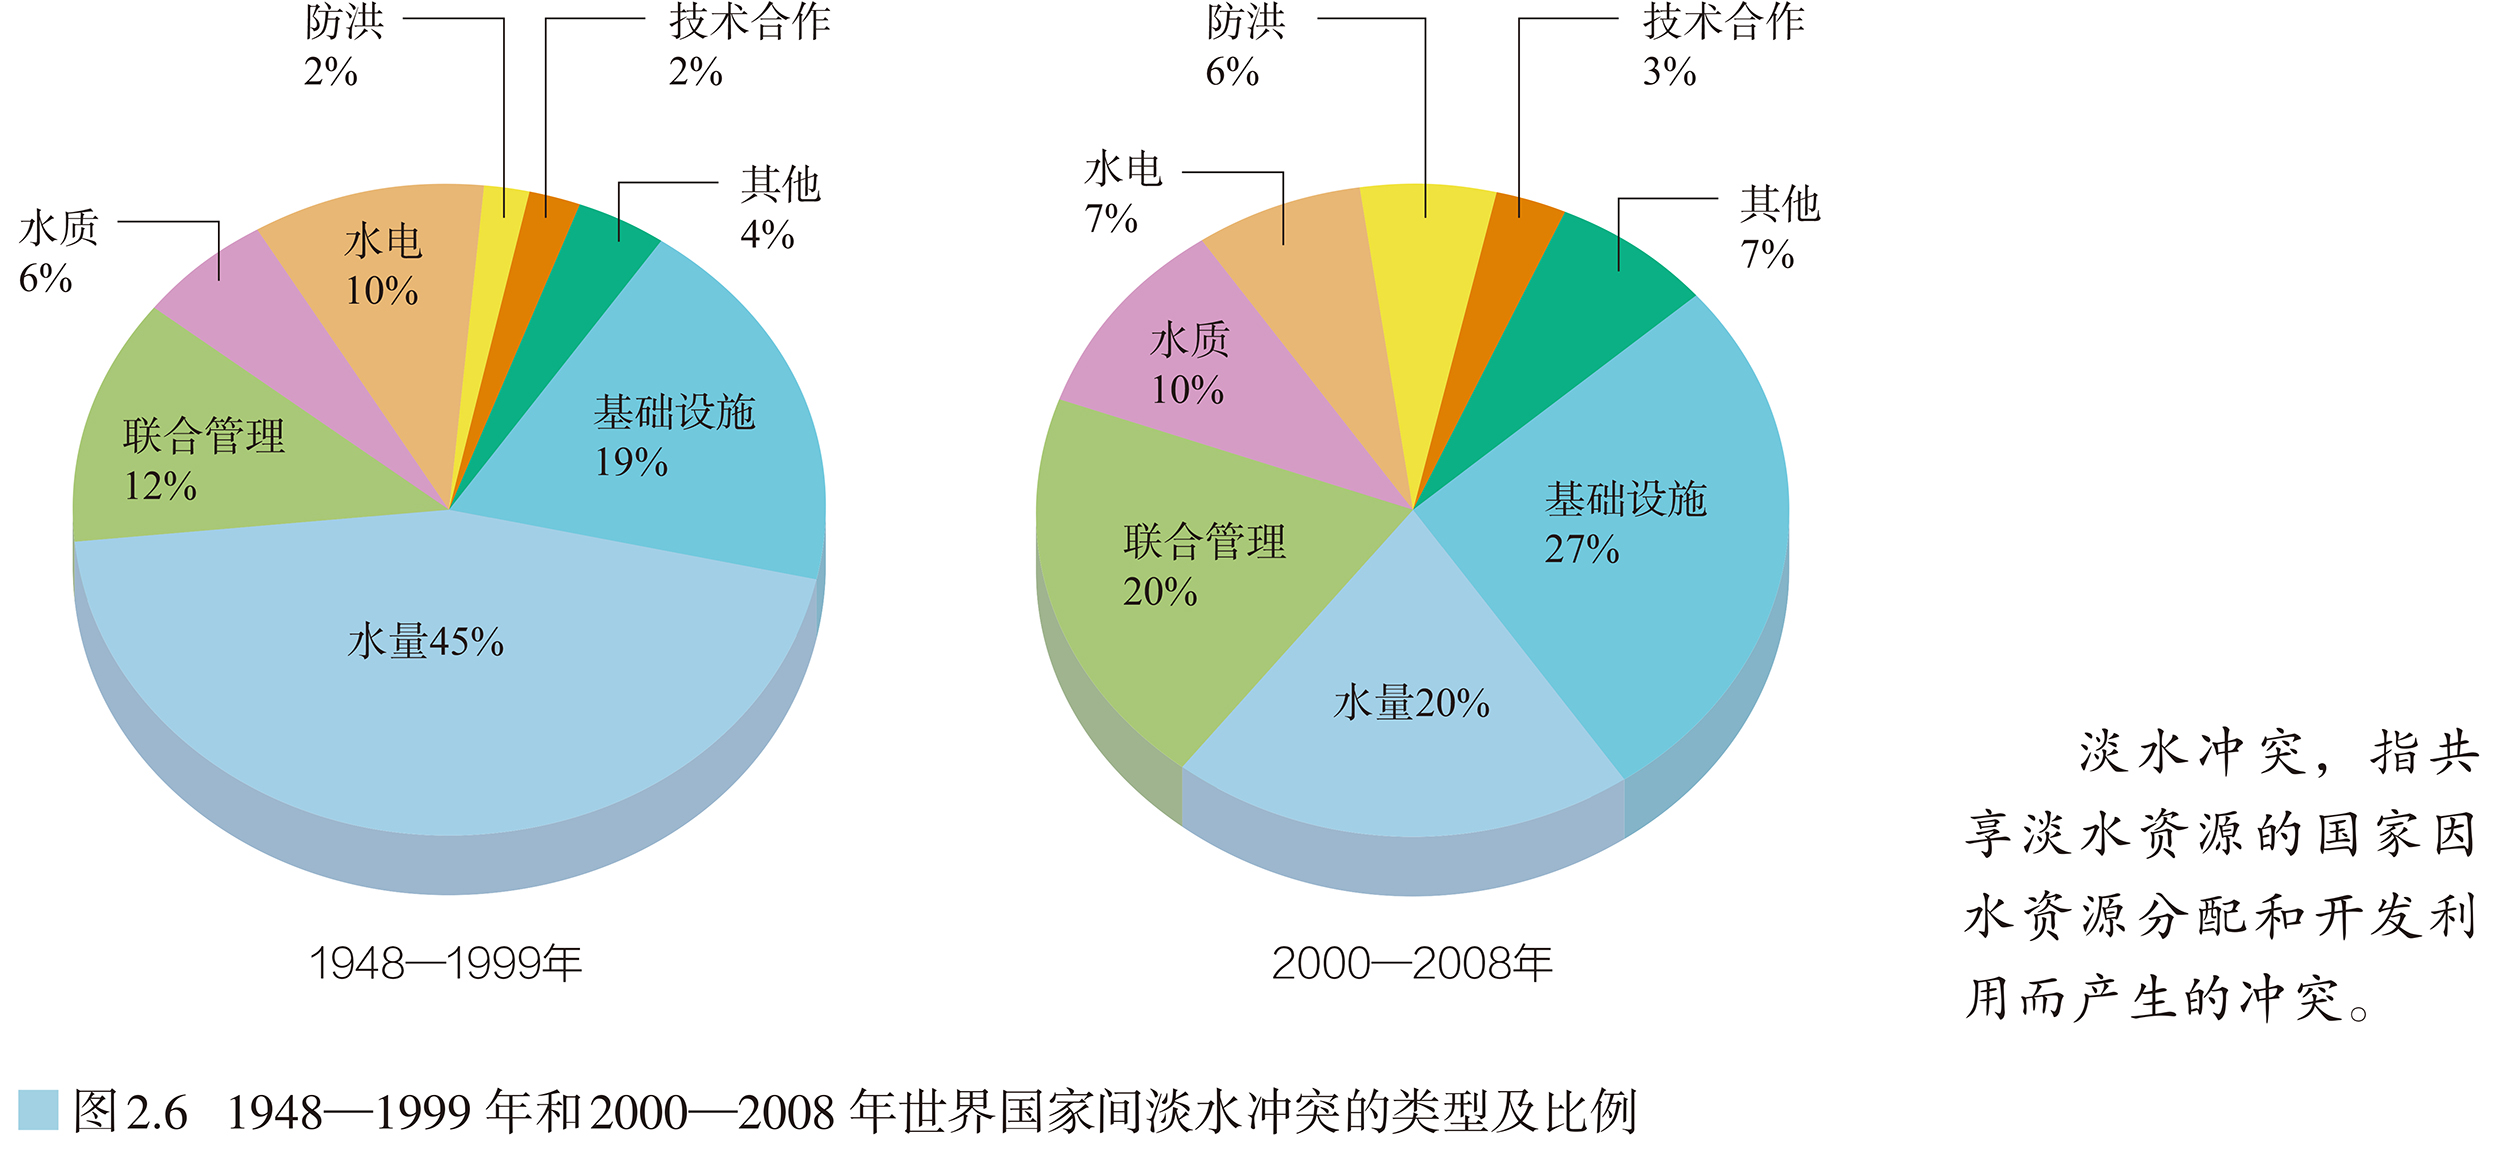 防洪
2%
技术合作
2%
其他
4%
水质
6%
水电
10%
联合管理
12%
基础设施
19%
水量45%
1948—1999年
防洪
6%
技术合作
3%
水电
7%
其他
7%
水质
10%
联合管理
20%
基础设施
27%
水量20%
2000—2008年
淡水冲突，指共
享淡水资源的国家因
水资源分配和开发利
用而产生的冲突。
图2.6 1948—1999 年和2000—2008 年世界国家间淡水冲突的类型及比例